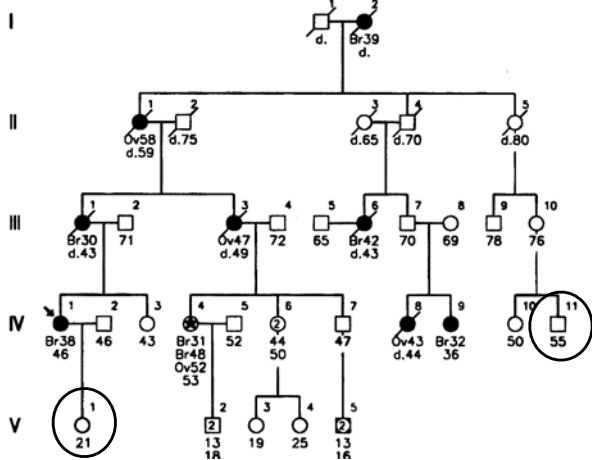 I
1 2
d. Br39
d.
II
1 2 3 4 5
Ov58 d.75 d.65 d.70 d.80
d.59
III
1 2 3 4 5 6 7 8 9 10
Br30 71 Ov47 72 65 Br42 70 69 78 76
d.43 d.49 d.43
IV
1 2 3 4 5 6 7 8 9 10 11
Br38 46 43 Br31 52 2 47 Ov43 Br32 50 55
46 Br48 44 d.44 36
Ov52 50
53
V
1 2 3 4 5
21 2 19 25 2
13 13
18 16